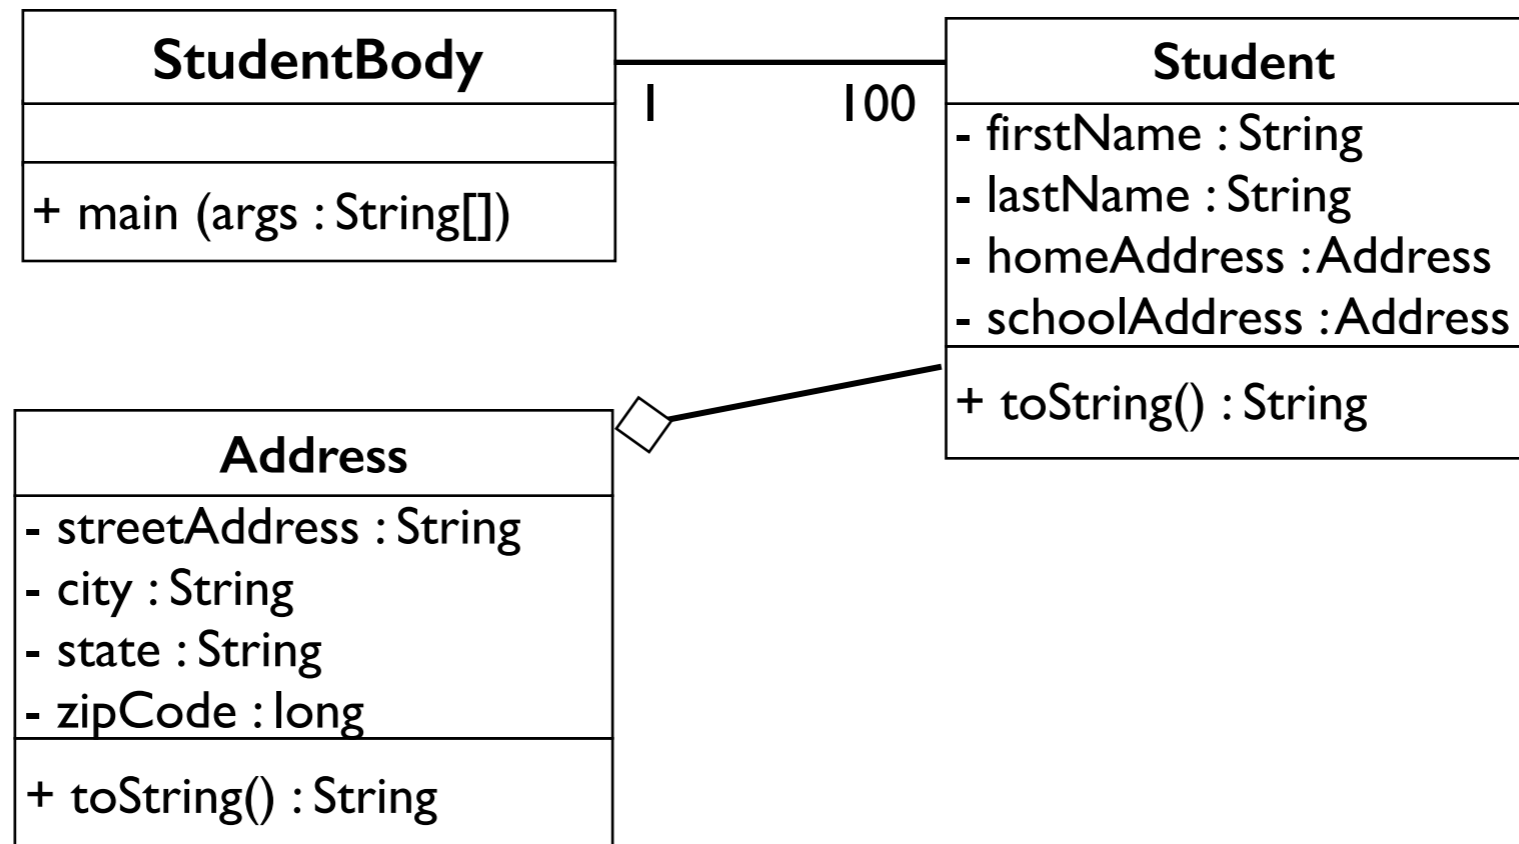 StudentBody
+ main (args : String[])
1
100
Student
- firstName : String
- lastName : String
- homeAddress : Address
- schoolAddress : Address
+ toString() : String
Address
- streetAddress : String
- city : String
- state : String
- zipCode : long
+ toString() : String